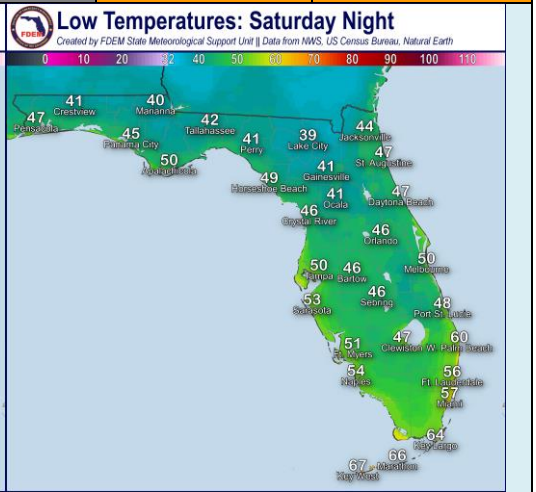 FDEM
Low Temperatures: Saturday Night
Created by FDEM State Meteorological Support Unit || Data from NWS, US Census Bureau, Natural Earth
0 10 20 32 40 50 60 70 80 90 100 110
41
Crestview
40
Marianna
47
Pensacola
42
Tallahassee
45
Panama City
41
Perry
39
Lake City
44
Jacksonville
47
St. Augustine
50
Apalachicola
49
Horseshoe Beach
41
Gainesville
41
Ocala
47
Daytona Beach
46
Crystal River
46
Orlando
50
Tampa
46
Bartow
50
Melbourne
53
Sarasota
46
Sebring
48
Port St. Lucie
51
Ft. Myers
47
Clewiston
60
W. Palm Beach
54
Naples
56
Ft. Lauderdale
57
Miami
64
Key Largo
66
Marathon
67
Key West